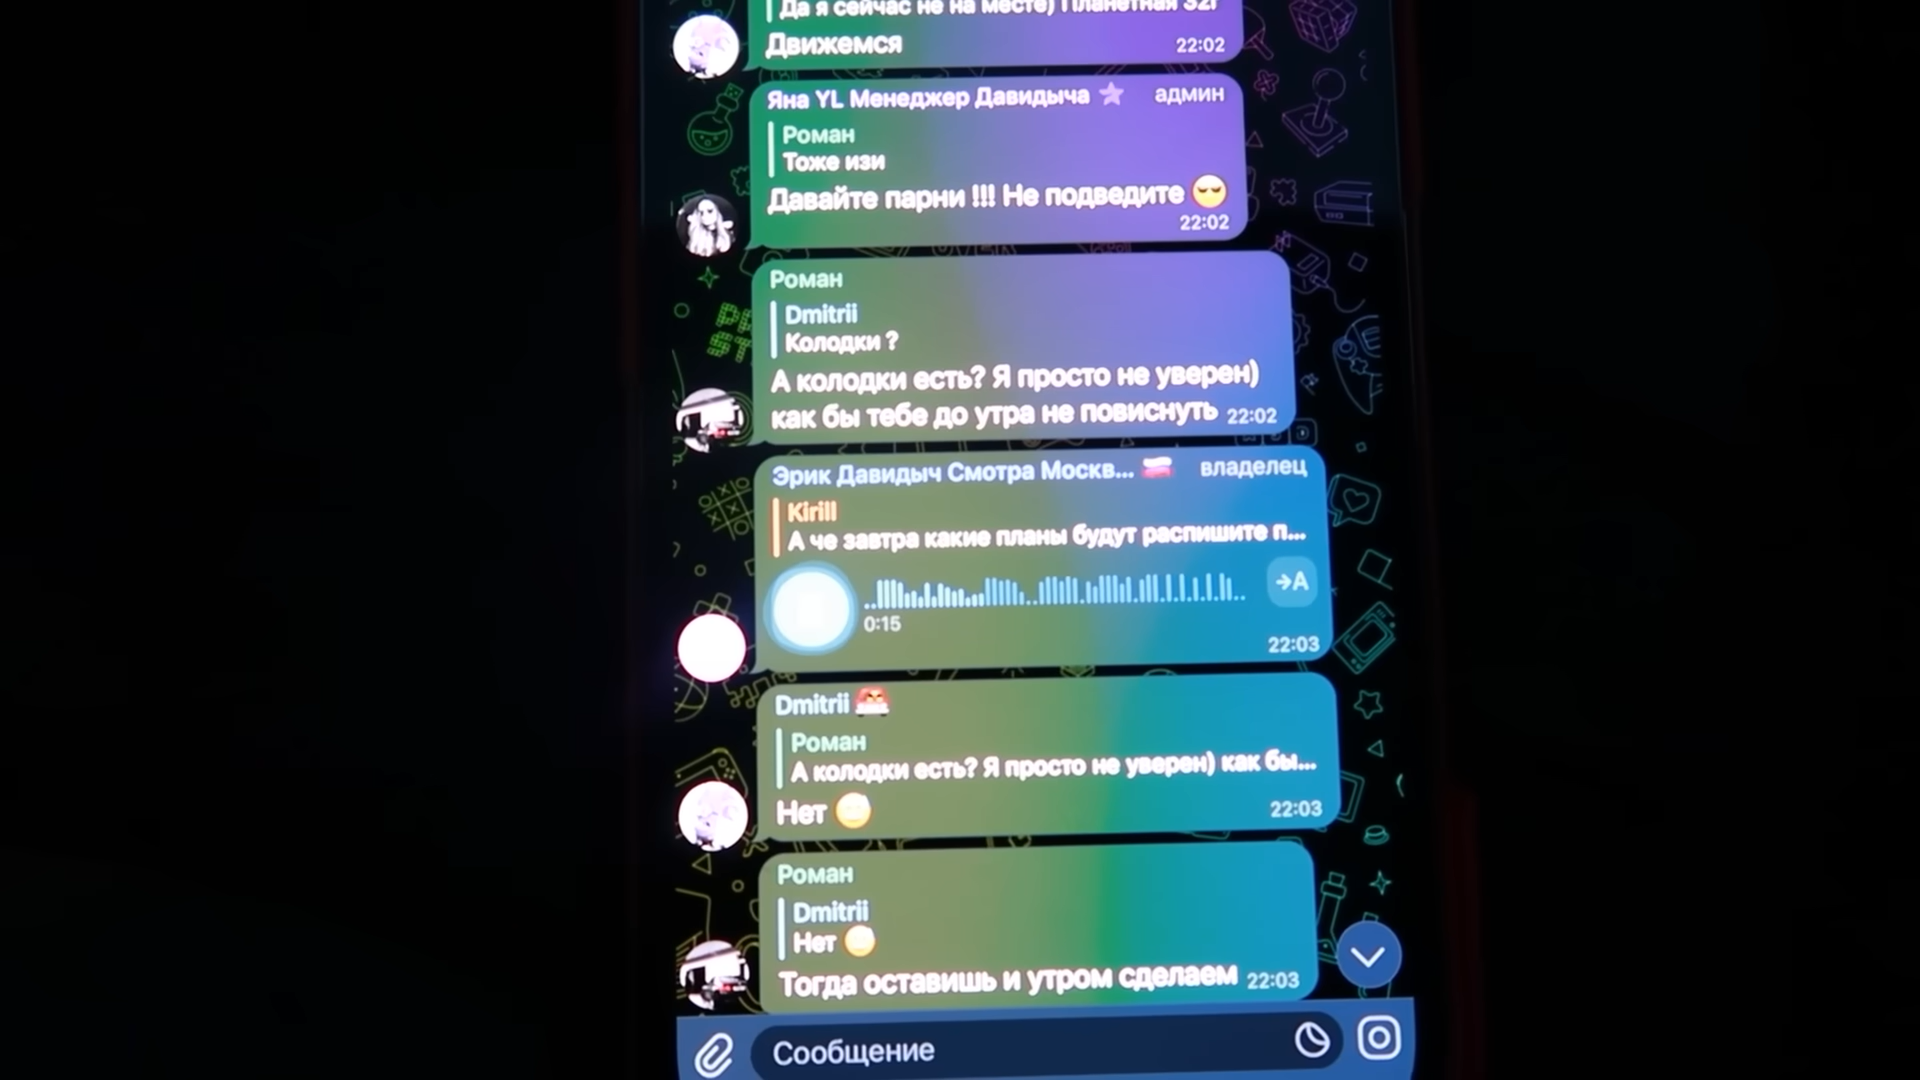 Да я сейчас не на месте) Планетная 32г
Движемся
22:02
Яна YL Менеджер Давидыча админ
Роман
Тоже изи
Давайте парни !!! Не подведите 😌
22:02
Роман
Dmitrii
Колодки ?
А колодки есть? Я просто не уверен)
как бы тебе до утра не повиснуть 22:02
Эрик Давидыч Смотра Москв... владелец
Kirill
А че завтра какие планы будут распишите п...
→A
0:15
22:03
Dmitrii
Роман
А колодки есть? Я просто не уверен) как бы...
Нет 😅
22:03
Роман
Dmitrii
Нет 😅
Тогда оставишь и утром сделаем 22:03
Сообщение